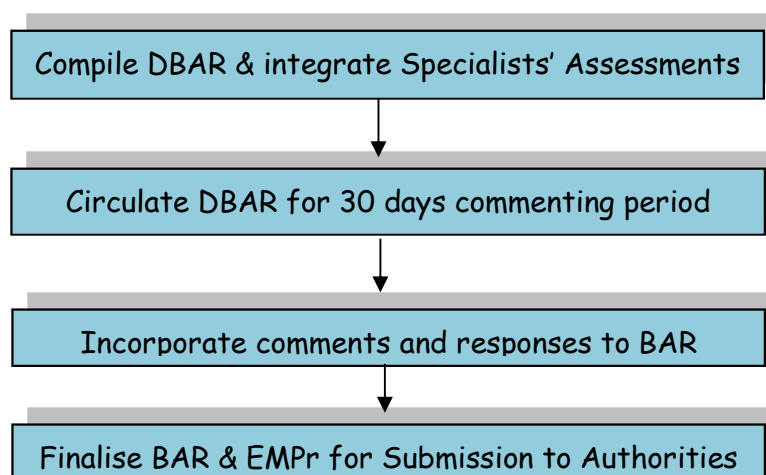 Compile DBAR & integrate Specialists’ Assessments
Circulate DBAR for 30 days commenting period
Incorporate comments and responses to BAR
Finalise BAR & EMPr for Submission to Authorities